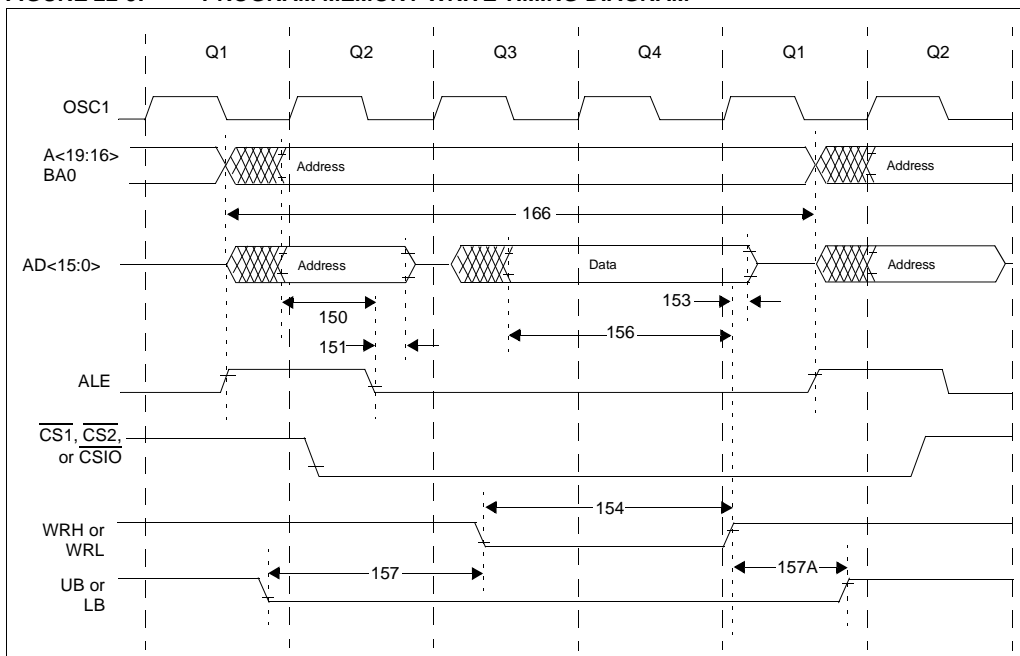 FIGURE PROGRAM MEMORY WRITE TIMING DIAGRAM
Q1 Q2 Q3 Q4 Q1 Q2
OSC1
A<19:16>
BA0
Address Address
166
AD<15:0>
Address Data Address
150
153
151
156
ALE
CS1, CS2,
or CSIO
154
WRH or
WRL
157
157A
UB or
LB